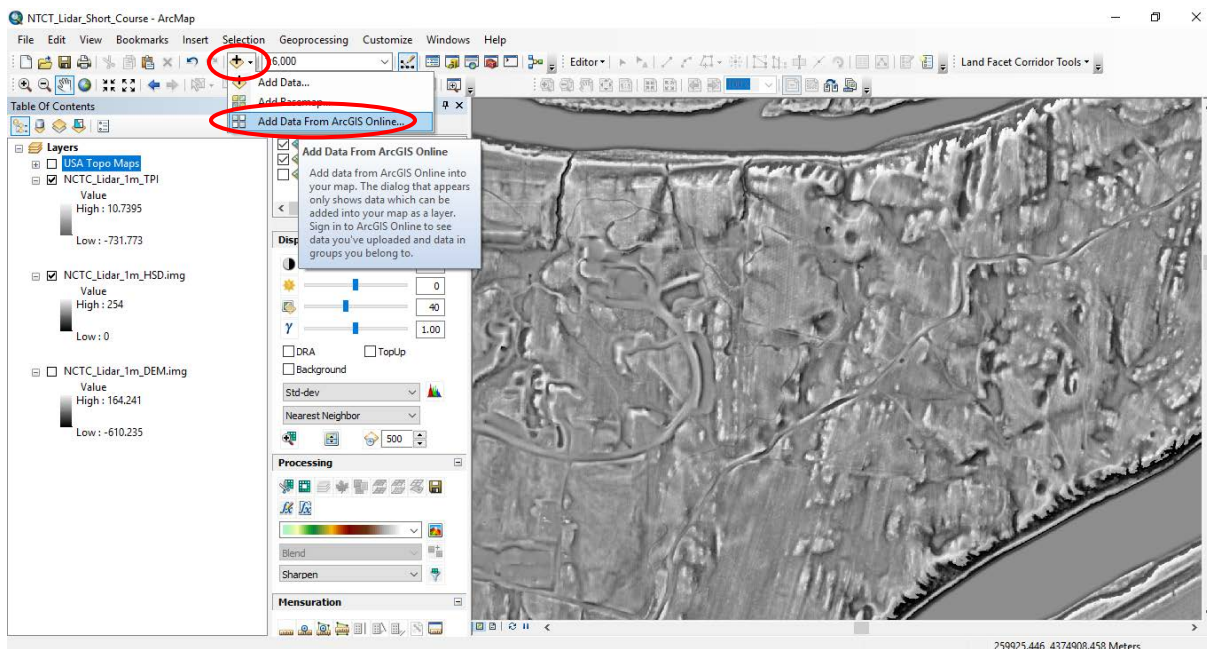 NTCT_Lidar_Short_Course - ArcMap
File Edit View Bookmarks Insert Selection Geoprocessing Customize Windows Help
6,000
Editor
Land Facet Corridor Tools
Table Of Contents
Add Data...
Add Basemap
Add Data From ArcGIS Online...
Add Data From ArcGIS Online
Add data from ArcGIS Online into
your map. The dialog that appears
only shows data which can be
added into your map as a layer.
Sign in to ArcGIS Online to see
data you've uploaded and data in
groups you belong to.
Layers
USA Topo Maps
NCTC_Lidar_1m_TPI
Value
High : 10.7395
Low : -731.773
NCTC_Lidar_1m_HSD.img
Value
High : 254
Low : 0
NCTC_Lidar_1m_DEM.img
Value
High : 164.241
Low : -610.235
Disp
0
40
γ
1.00
DRA TopUp
Background
Std-dev
Nearest Neighbor
500
Processing
Blend
Sharpen
Mensuration
259925.446 4374908.458 Meters